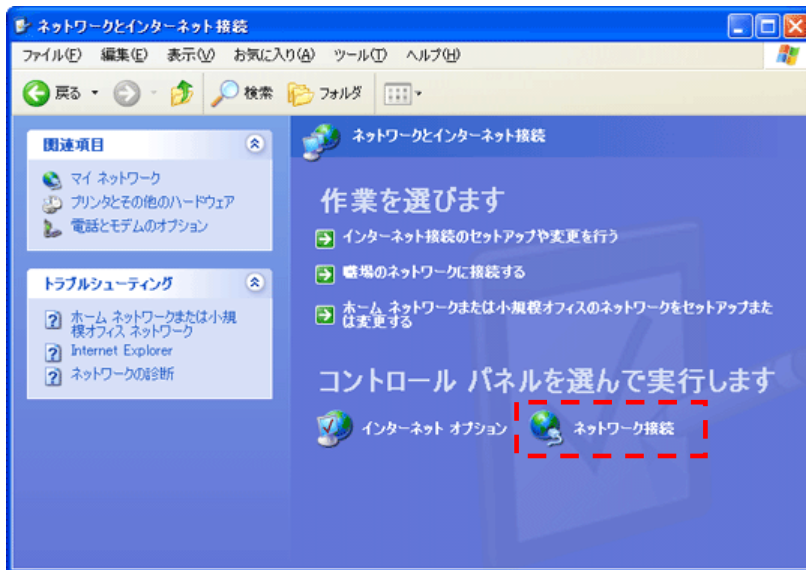 ネットワークとインターネット接続
ファイル(F) 編集(E) 表示(V) お気に入り(A) ツール(T) ヘルプ(H)
戻る 検索 フォルダ
関連項目
マイ ネットワーク
プリンタとその他のハードウェア
電話とモデムのオプション
トラブルシューティング
ホーム ネットワークまたは小規
模オフィス ネットワーク
Internet Explorer
ネットワークの診断
ネットワークとインターネット接続
作業を選びます
インターネット接続のセットアップや変更を行う
職場のネットワークに接続する
ホーム ネットワークまたは小規模オフィスのネットワークをセットアップまた
は変更する
コントロール パネルを選んで実行します
インターネット オプション ネットワーク接続